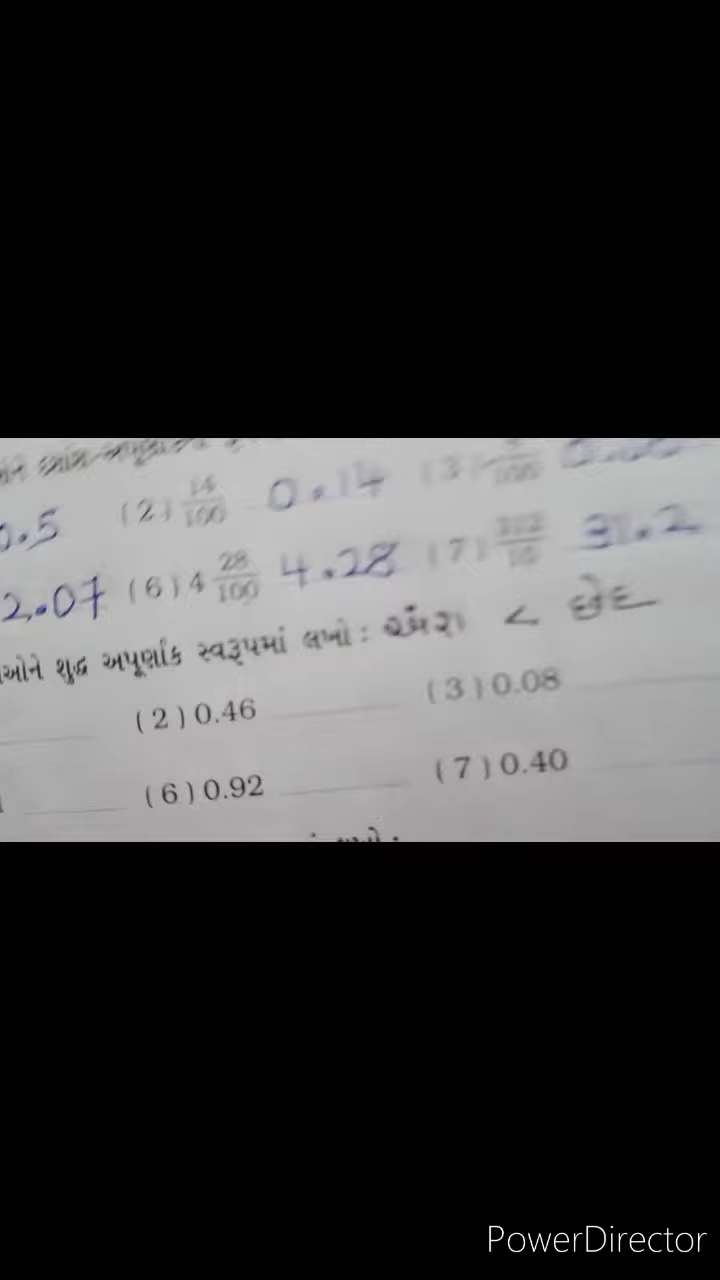 0.5 (2) 14/100 0.14 (3) /100
2.07 (6) 4 28/100 4.28 (7) 312/10 31.2
ઓને શુદ્ધ અપૂર્ણાંક સ્વરૂપમાં લખો : અંશ < છેદ
(2) 0.46 (3) 0.08
(6) 0.92 (7) 0.40
PowerDirector